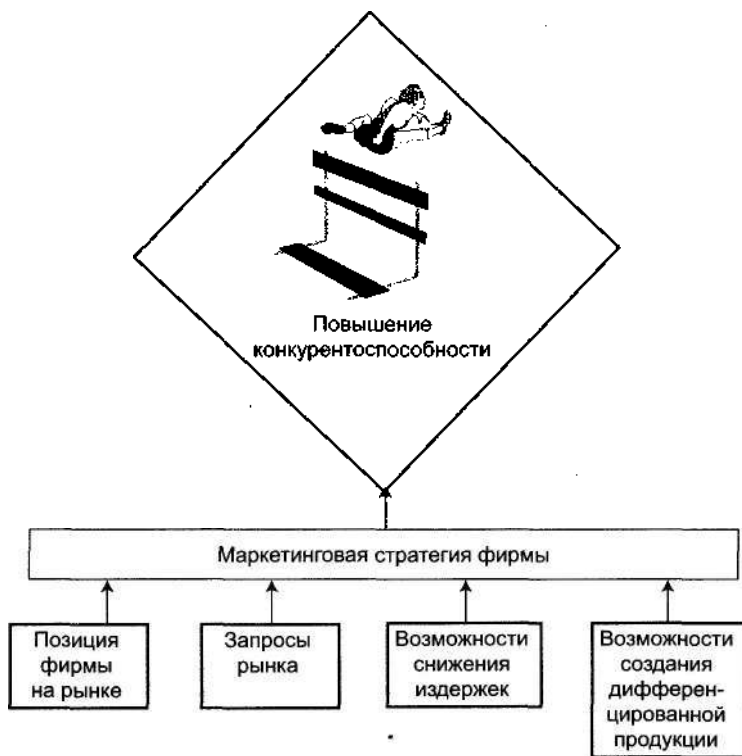 Повышение
конкурентоспособности
Маркетинговая стратегия фирмы
Позиция
фирмы
на рынке
Запросы
рынка
Возможности
снижения
издержек
Возможности
создания
дифферен-
цированной
продукции